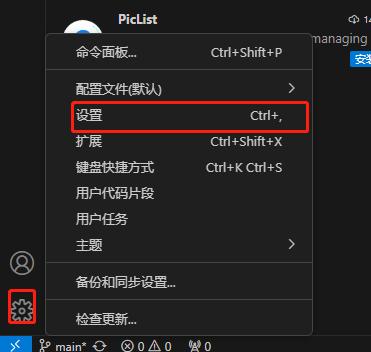 PicList
14
managing
安装
命令面板... Ctrl+Shift+P
配置文件(默认)
设置 Ctrl+,
扩展 Ctrl+Shift+X
键盘快捷方式 Ctrl+K Ctrl+S
用户代码片段
用户任务
主题
备份和同步设置...
检查更新...
main* 0 0 0